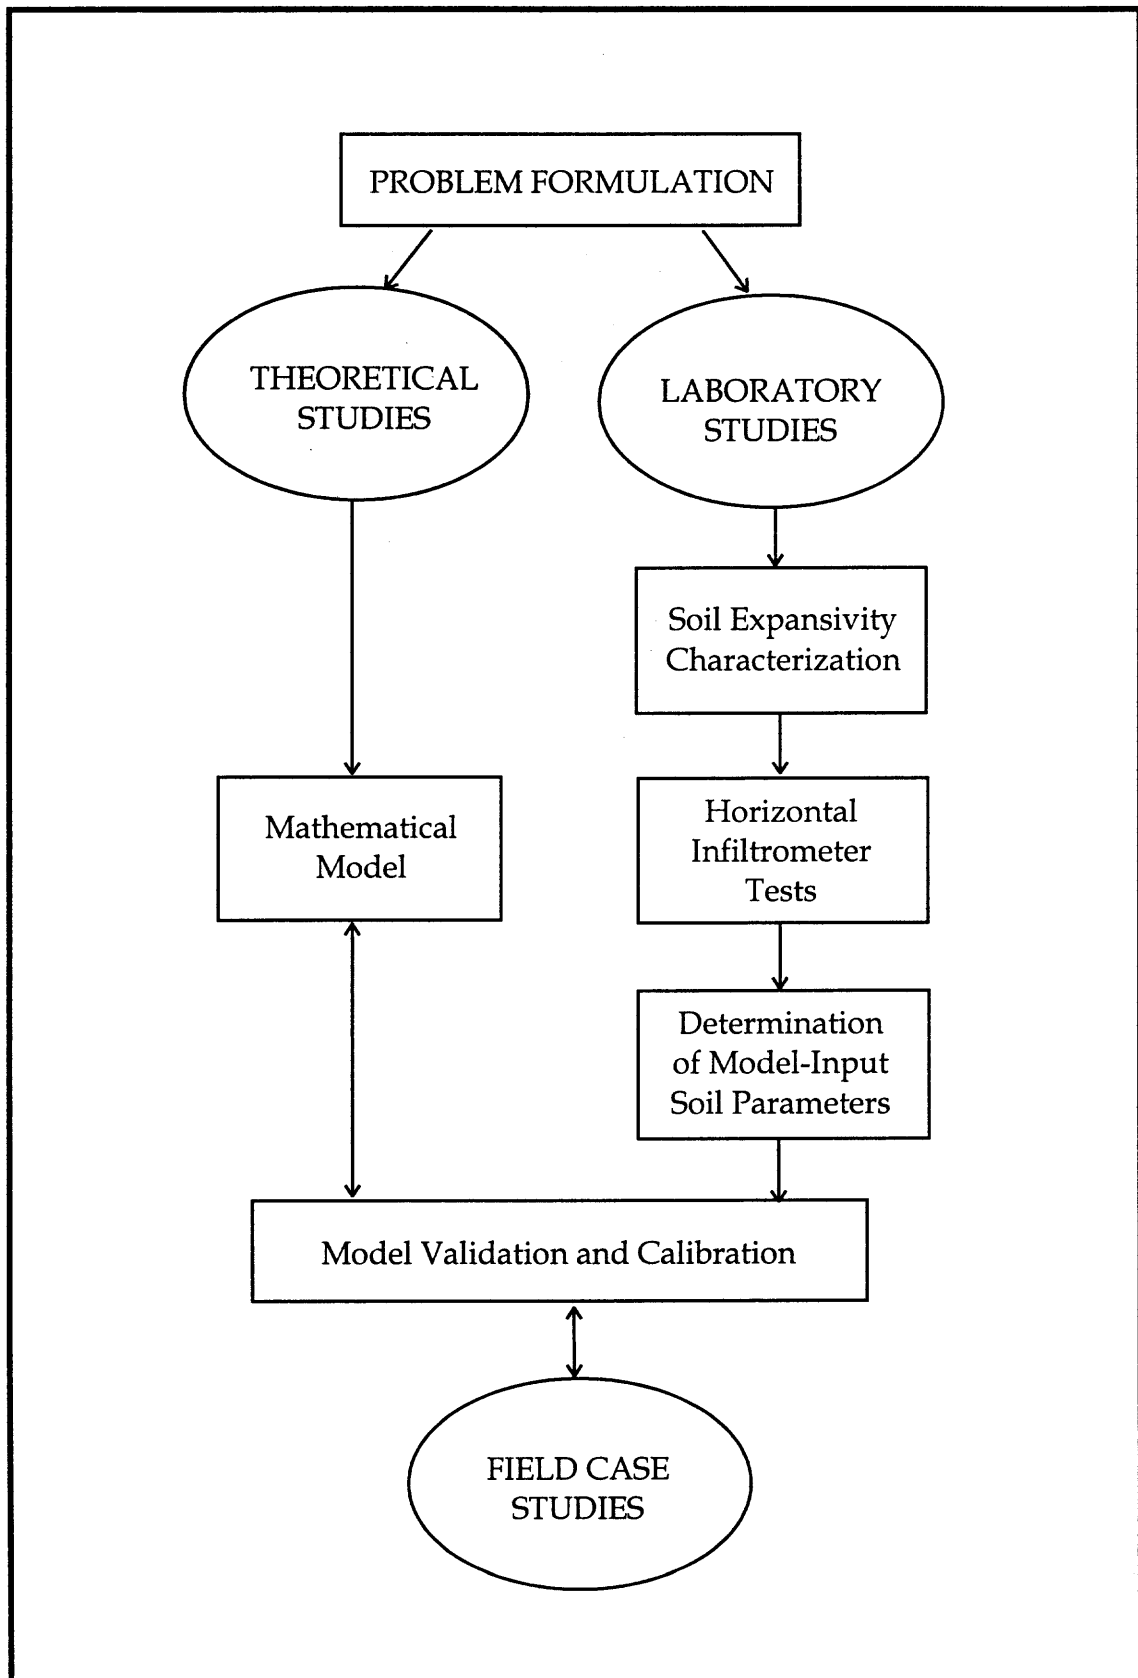 PROBLEM FORMULATION
THEORETICAL
STUDIES
LABORATORY
STUDIES
Soil Expansivity
Characterization
Mathematical
Model
Horizontal
Infiltrometer
Tests
Determination
of Model-Input
Soil Parameters
Model Validation and Calibration
FIELD CASE
STUDIES